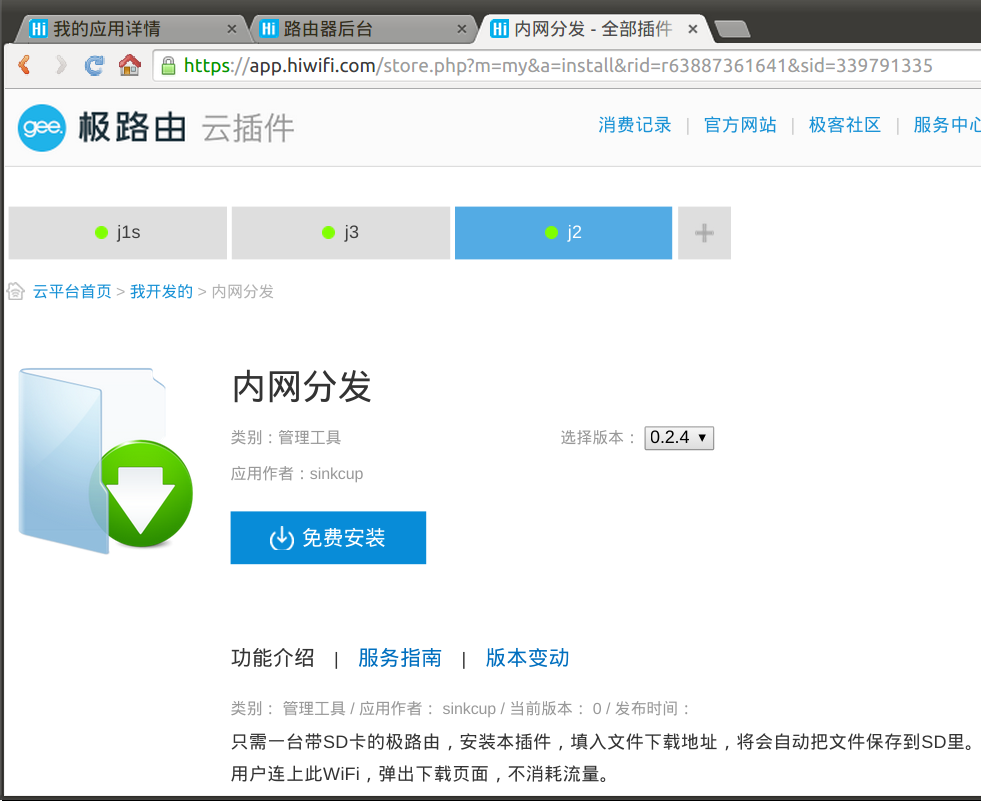 Hi 我的应用详情 × Hi 路由器后台 × Hi 内网分发 - 全部插件 ×
https://app.hiwifi.com/store.php?m=my&a=install&rid=r63887361641&sid=339791335
gee. 极路由 云插件 消费记录 | 官方网站 | 极客社区 | 服务中心
j1s j3 j2 +
云平台首页 > 我开发的 > 内网分发
内网分发
类别：管理工具 选择版本： 0.2.4 ▼
应用作者：sinkcup
免费安装
功能介绍 | 服务指南 | 版本变动
类别： 管理工具 / 应用作者： sinkcup / 当前版本： 0 / 发布时间：
只需一台带SD卡的极路由，安装本插件，填入文件下载地址，将会自动把文件保存到SD里。
用户连上此WiFi，弹出下载页面，不消耗流量。